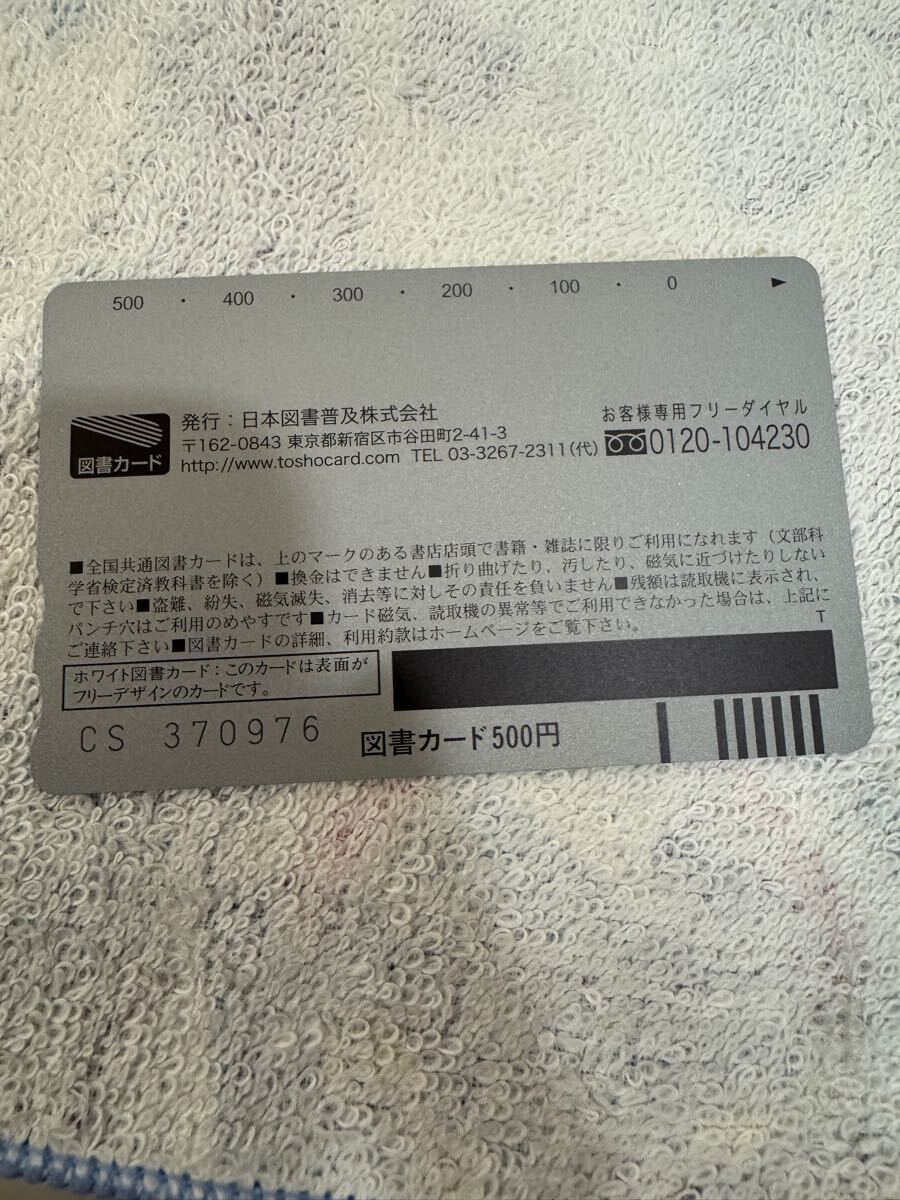 500 ・ 400 ・ 300 ・ 200 ・ 100 ・ 0 ►
図書カード
発行：日本図書普及株式会社
〒162-0843 東京都新宿区市谷田町2-41-3
http://www.toshocard.com TEL 03-3267-2311(代)
お客様専用フリーダイヤル
0120-104230
■全国共通図書カードは、上のマークのある書店店頭で書籍・雑誌に限りご利用になれます（文部科
学省検定済教科書を除く）■換金はできません■折り曲げたり、汚したり、磁気に近づけたりしない
で下さい■盗難、紛失、磁気滅失、消去等に対しその責任を負いません■残額は読取機に表示され、
パンチ穴はご利用のめやすです■カード磁気、読取機の異常等でご利用できなかった場合は、上記に
ご連絡下さい■図書カードの詳細、利用約款はホームページをご覧下さい。
T
ホワイト図書カード：このカードは表面が
フリーデザインのカードです。
CS 370976
図書カード500円